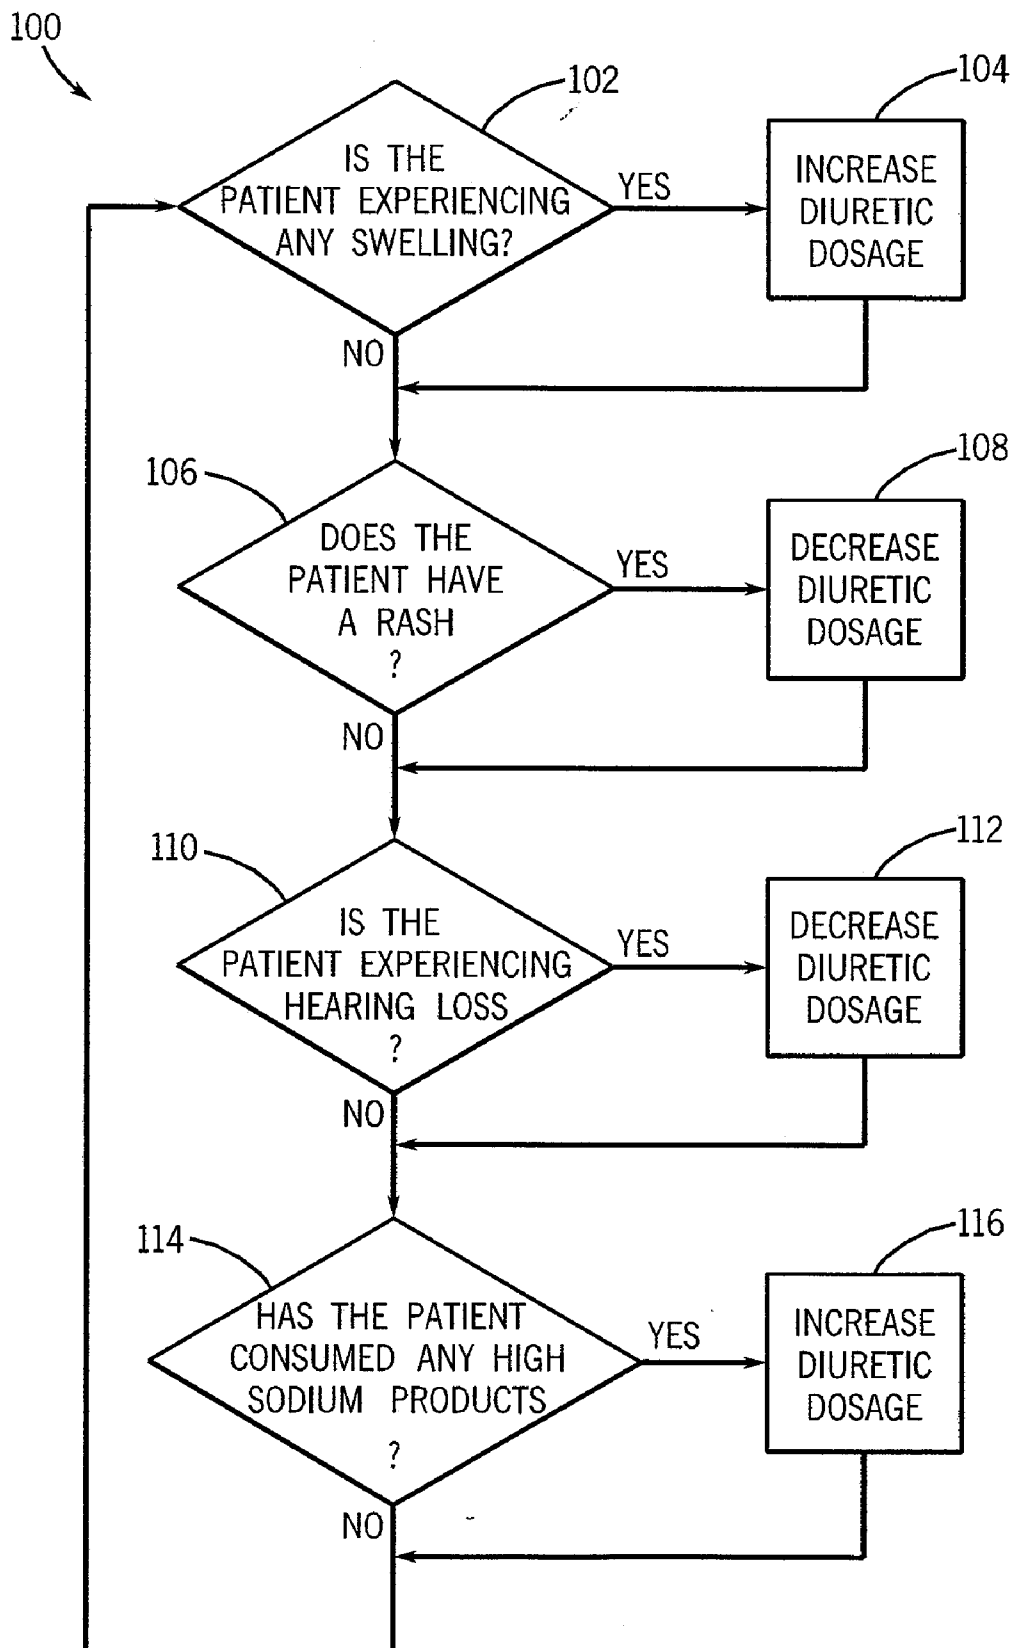 100
102
IS THE
PATIENT EXPERIENCING
ANY SWELLING?
YES
104
INCREASE
DIURETIC
DOSAGE
NO
106
DOES THE
PATIENT HAVE
A RASH
?
YES
108
DECREASE
DIURETIC
DOSAGE
NO
110
IS THE
PATIENT EXPERIENCING
HEARING LOSS
?
YES
112
DECREASE
DIURETIC
DOSAGE
NO
114
HAS THE PATIENT
CONSUMED ANY HIGH
SODIUM PRODUCTS
?
YES
116
INCREASE
DIURETIC
DOSAGE
NO